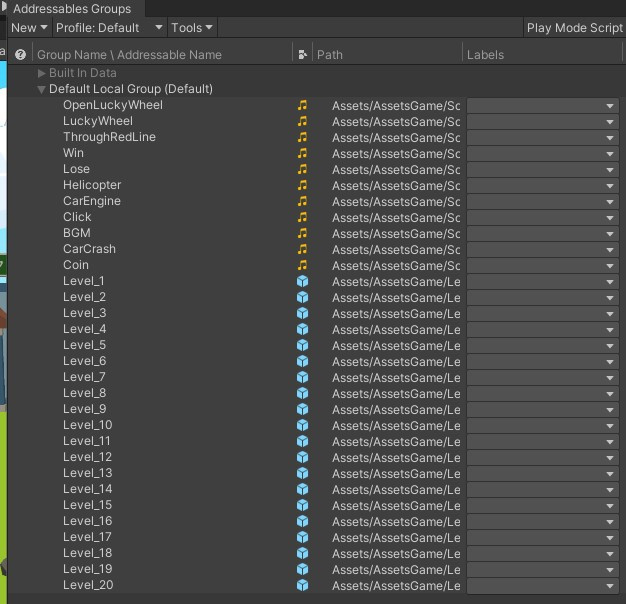 Addressables Groups
New Profile: Default Tools Play Mode Script
Group Name \ Addressable Name Path Labels
Built In Data
Default Local Group (Default)
OpenLuckyWheel Assets/AssetsGame/Sc
LuckyWheel Assets/AssetsGame/Sc
ThroughRedLine Assets/AssetsGame/Sc
Win Assets/AssetsGame/Sc
Lose Assets/AssetsGame/Sc
Helicopter Assets/AssetsGame/Sc
CarEngine Assets/AssetsGame/Sc
Click Assets/AssetsGame/Sc
BGM Assets/AssetsGame/Sc
CarCrash Assets/AssetsGame/Sc
Coin Assets/AssetsGame/Sc
Level_1 Assets/AssetsGame/Le
Level_2 Assets/AssetsGame/Le
Level_3 Assets/AssetsGame/Le
Level_4 Assets/AssetsGame/Le
Level_5 Assets/AssetsGame/Le
Level_6 Assets/AssetsGame/Le
Level_7 Assets/AssetsGame/Le
Level_8 Assets/AssetsGame/Le
Level_9 Assets/AssetsGame/Le
Level_10 Assets/AssetsGame/Le
Level_11 Assets/AssetsGame/Le
Level_12 Assets/AssetsGame/Le
Level_13 Assets/AssetsGame/Le
Level_14 Assets/AssetsGame/Le
Level_15 Assets/AssetsGame/Le
Level_16 Assets/AssetsGame/Le
Level_17 Assets/AssetsGame/Le
Level_18 Assets/AssetsGame/Le
Level_19 Assets/AssetsGame/Le
Level_20 Assets/AssetsGame/Le